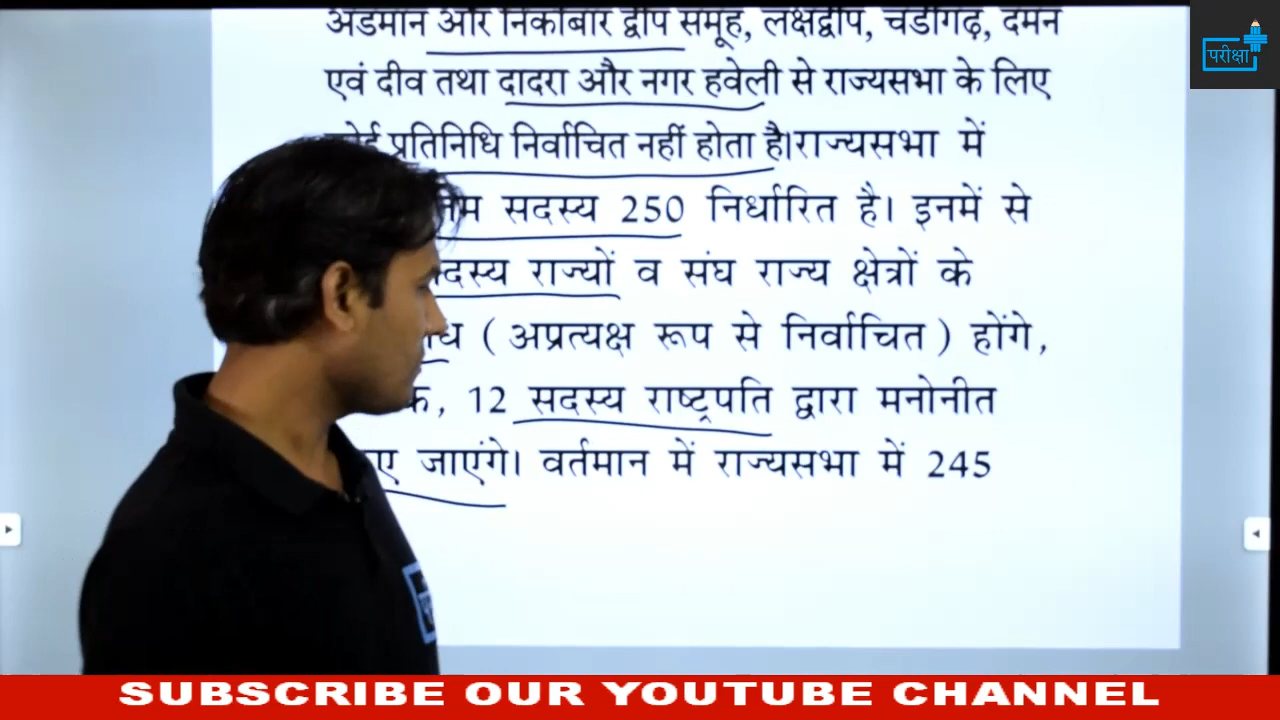 अंडमान और निकोबार द्वीप समूह, लक्षद्वीप, चंडीगढ़, दमन
एवं दीव तथा दादरा और नगर हवेली से राज्यसभा के लिए
प्रतिनिधि निर्वाचित नहीं होता है।राज्यसभा में
सदस्य 250 निर्धारित है। इनमें से
राज्यों व संघ राज्य क्षेत्रों के
( अप्रत्यक्ष रूप से निर्वाचित ) होंगे,
, 12 सदस्य राष्ट्रपति द्वारा मनोनीत
जाएंगे। वर्तमान में राज्यसभा में 245
परीक्षा
SUBSCRIBE OUR YOUTUBE CHANNEL